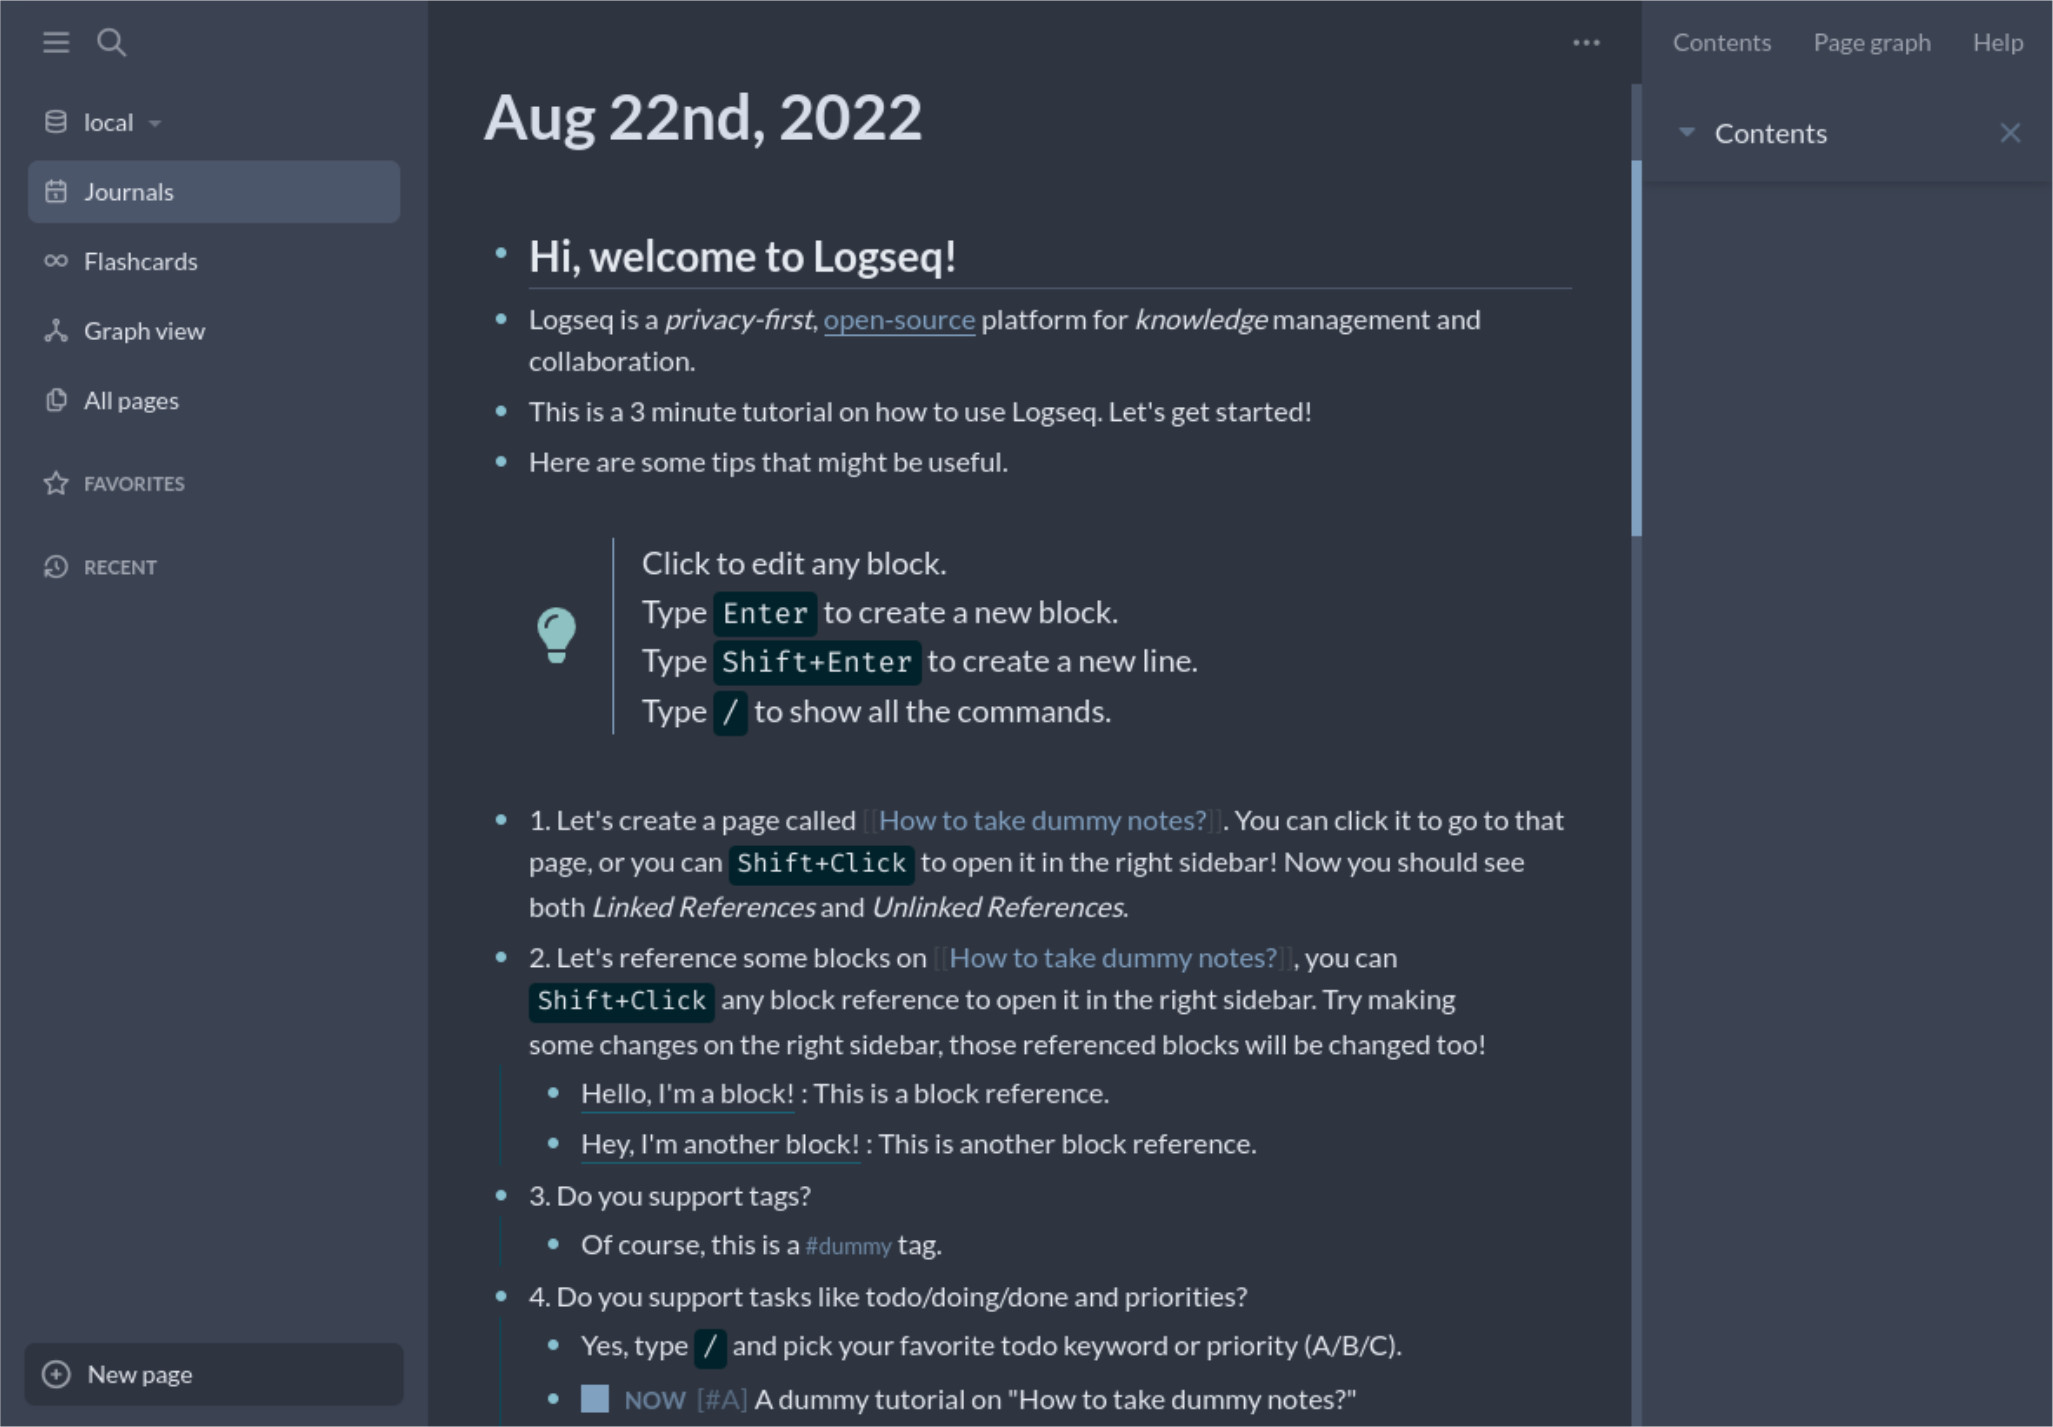 local
Journals
Flashcards
Graph view
All pages
FAVORITES
RECENT
New page
Aug 22nd, 2022
Hi, welcome to Logseq!
Logseq is a privacy-first, open-source platform for knowledge management and
collaboration.
This is a 3 minute tutorial on how to use Logseq. Let's get started!
Here are some tips that might be useful.
Click to edit any block.
Type Enter to create a new block.
Type Shift+Enter to create a new line.
Type / to show all the commands.
1. Let's create a page called [[How to take dummy notes?]]. You can click it to go to that
page, or you can Shift+Click to open it in the right sidebar! Now you should see
both Linked References and Unlinked References.
2. Let's reference some blocks on [[How to take dummy notes?]], you can
Shift+Click any block reference to open it in the right sidebar. Try making
some changes on the right sidebar, those referenced blocks will be changed too!
Hello, I'm a block! : This is a block reference.
Hey, I'm another block! : This is another block reference.
3. Do you support tags?
Of course, this is a #dummy tag.
4. Do you support tasks like todo/doing/done and priorities?
Yes, type / and pick your favorite todo keyword or priority (A/B/C).
NOW [#A] A dummy tutorial on "How to take dummy notes?"
Contents Page graph Help
Contents